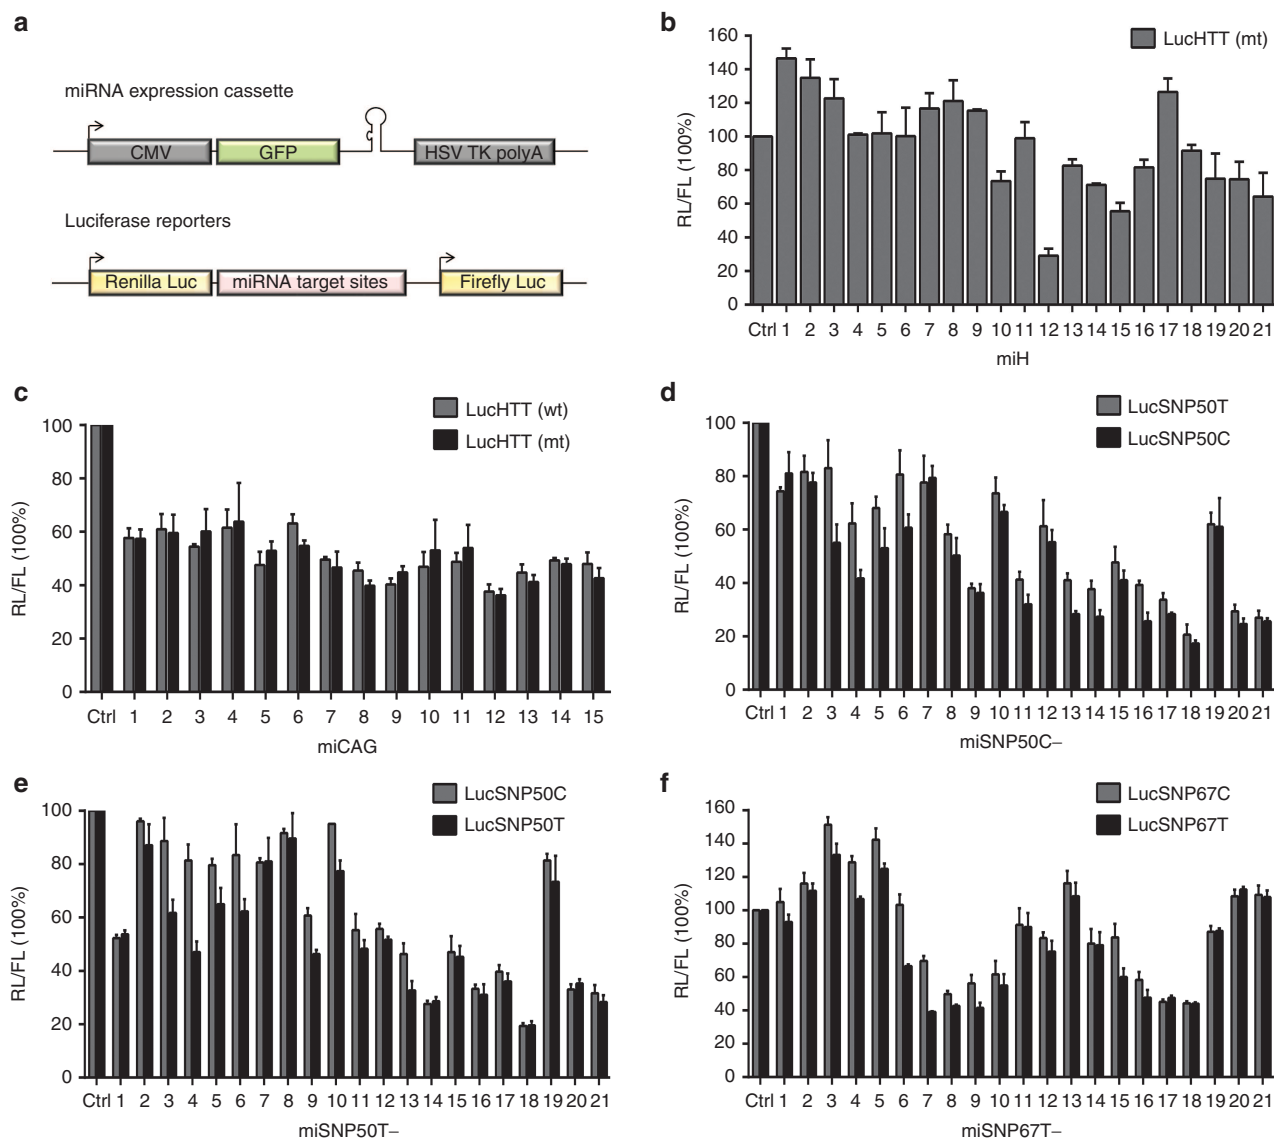 a
miRNA expression cassette
CMV
GFP
HSV TK polyA
Luciferase reporters
Renilla Luc
miRNA target sites
Firefly Luc
b
LucHTT (mt)
RL/FL (100%)
160
140
120
100
80
60
40
20
0
Ctrl 1 2 3 4 5 6 7 8 9 10 11 12 13 14 15 16 17 18 19 20 21
miH
c
LucHTT (wt)
LucHTT (mt)
RL/FL (100%)
100
80
60
40
20
0
Ctrl 1 2 3 4 5 6 7 8 9 10 11 12 13 14 15
miCAG
d
LucSNP50T
LucSNP50C
RL/FL (100%)
100
80
60
40
20
0
Ctrl 1 2 3 4 5 6 7 8 9 10 11 12 13 14 15 16 17 18 19 20 21
miSNP50C–
e
LucSNP50C
LucSNP50T
RL/FL (100%)
100
80
60
40
20
0
Ctrl 1 2 3 4 5 6 7 8 9 10 11 12 13 14 15 16 17 18 19 20 21
miSNP50T–
f
LucSNP67C
LucSNP67T
RL/FL (100%)
160
140
120
100
80
60
40
20
0
Ctrl 1 2 3 4 5 6 7 8 9 10 11 12 13 14 15 16 17 18 19 20 21
miSNP67T–